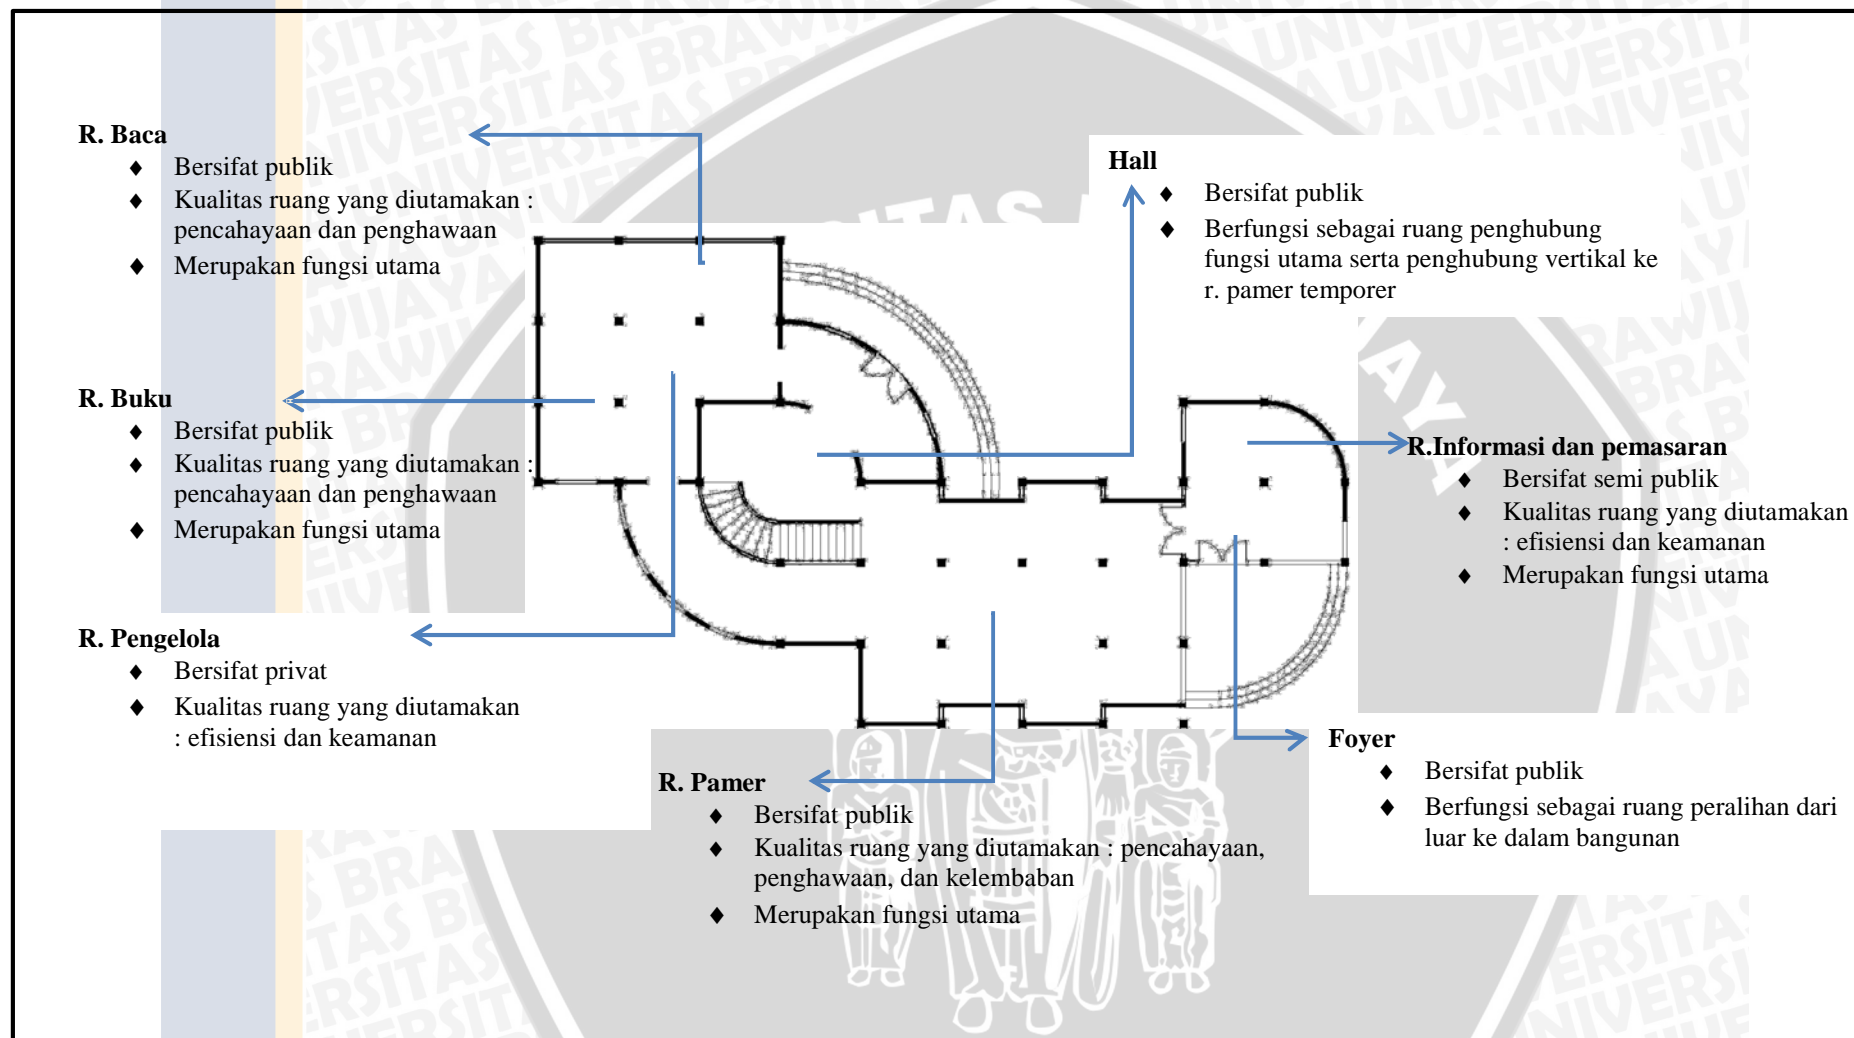 R. Baca
♦ Bersifat publik
♦ Kualitas ruang yang diutamakan :
pencahayaan dan penghawaan
♦ Merupakan fungsi utama
R. Buku
♦ Bersifat publik
♦ Kualitas ruang yang diutamakan :
pencahayaan dan penghawaan
♦ Merupakan fungsi utama
R. Pengelola
♦ Bersifat privat
♦ Kualitas ruang yang diutamakan
: efisiensi dan keamanan
R. Pamer
♦ Bersifat publik
♦ Kualitas ruang yang diutamakan : pencahayaan,
penghawaan, dan kelembaban
♦ Merupakan fungsi utama
Hall
♦ Bersifat publik
♦ Berfungsi sebagai ruang penghubung
fungsi utama serta penghubung vertikal ke
r. pamer temporer
R.Informasi dan pemasaran
♦ Bersifat semi publik
♦ Kualitas ruang yang diutamakan
: efisiensi dan keamanan
♦ Merupakan fungsi utama
Foyer
♦ Bersifat publik
♦ Berfungsi sebagai ruang peralihan dari
luar ke dalam bangunan